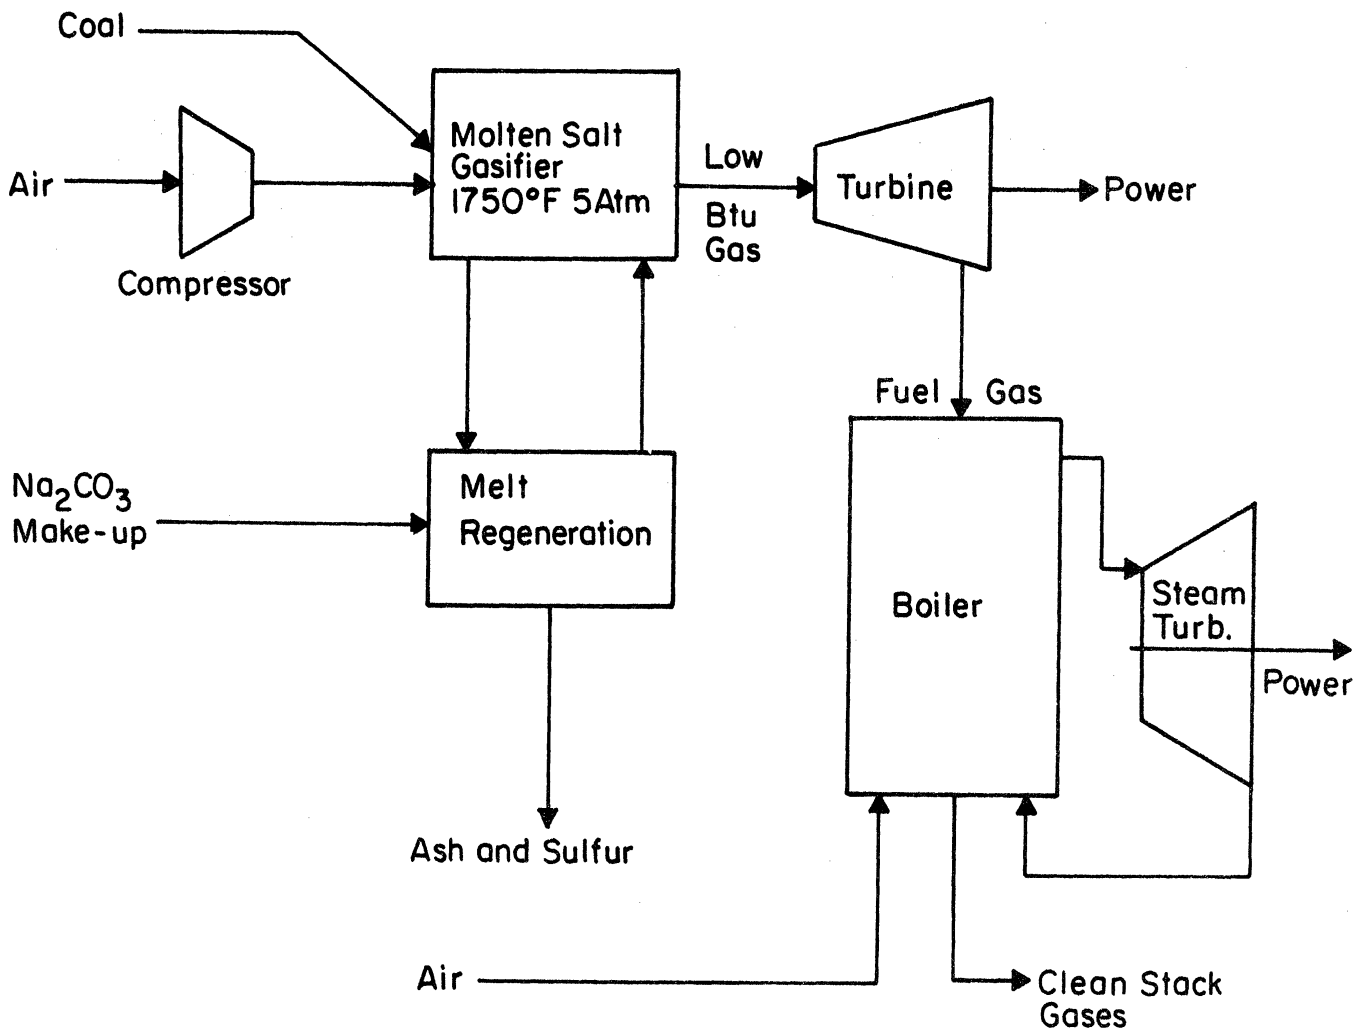 Coal
Molten Salt
Gasifier
1750°F 5Atm
Air
Compressor
Low
Btu
Gas
Turbine
Power
Fuel Gas
Na₂CO₃
Make-up
Melt
Regeneration
Boiler
Steam
Turb.
Power
Ash and Sulfur
Air
Clean Stack
Gases